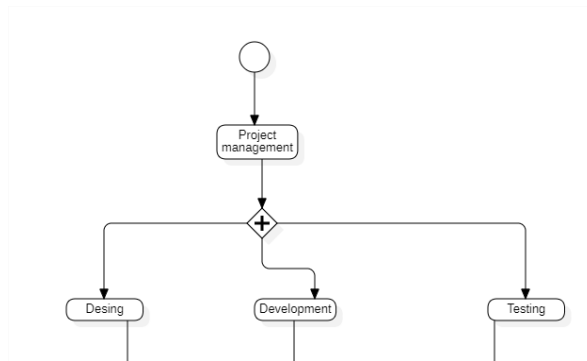 Project
management
Desing
Development
Testing